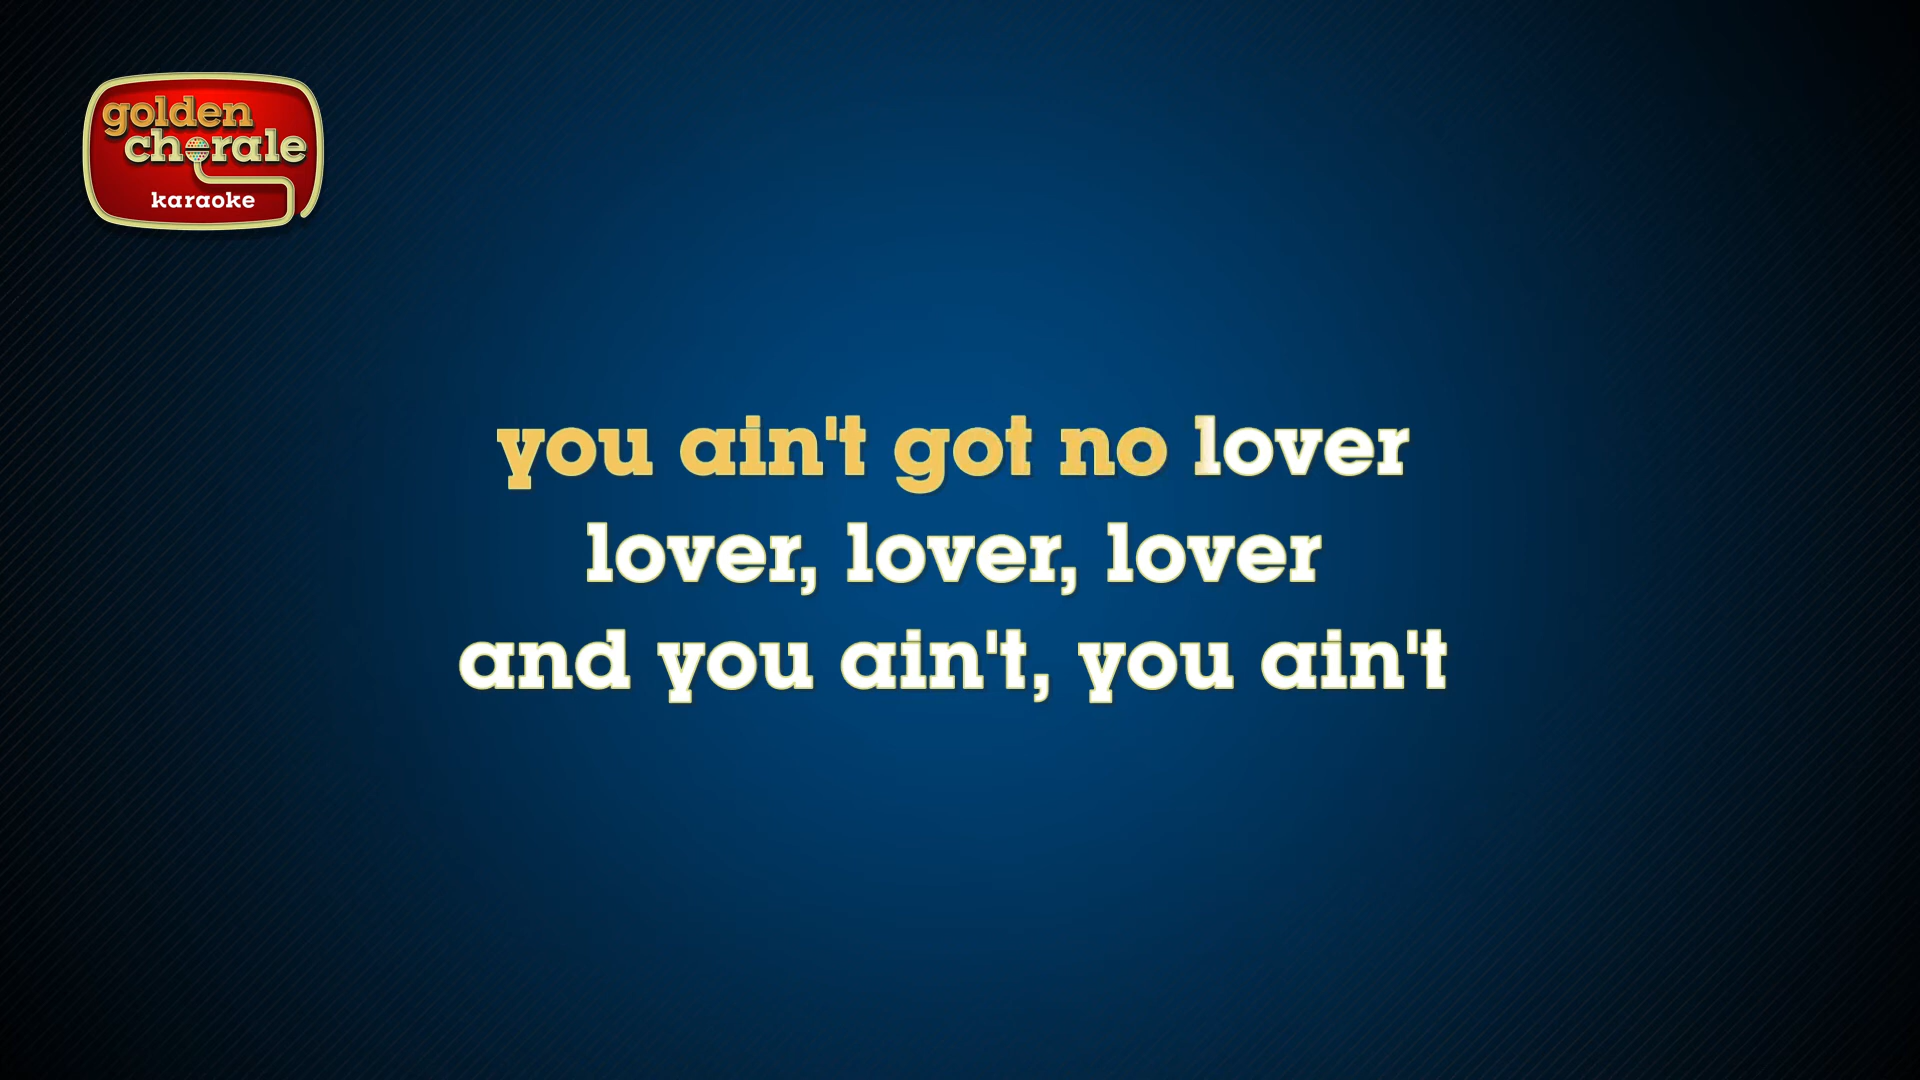 golden
chorale
karaoke
you ain't got no lover
lover, lover, lover
and you ain't, you ain't